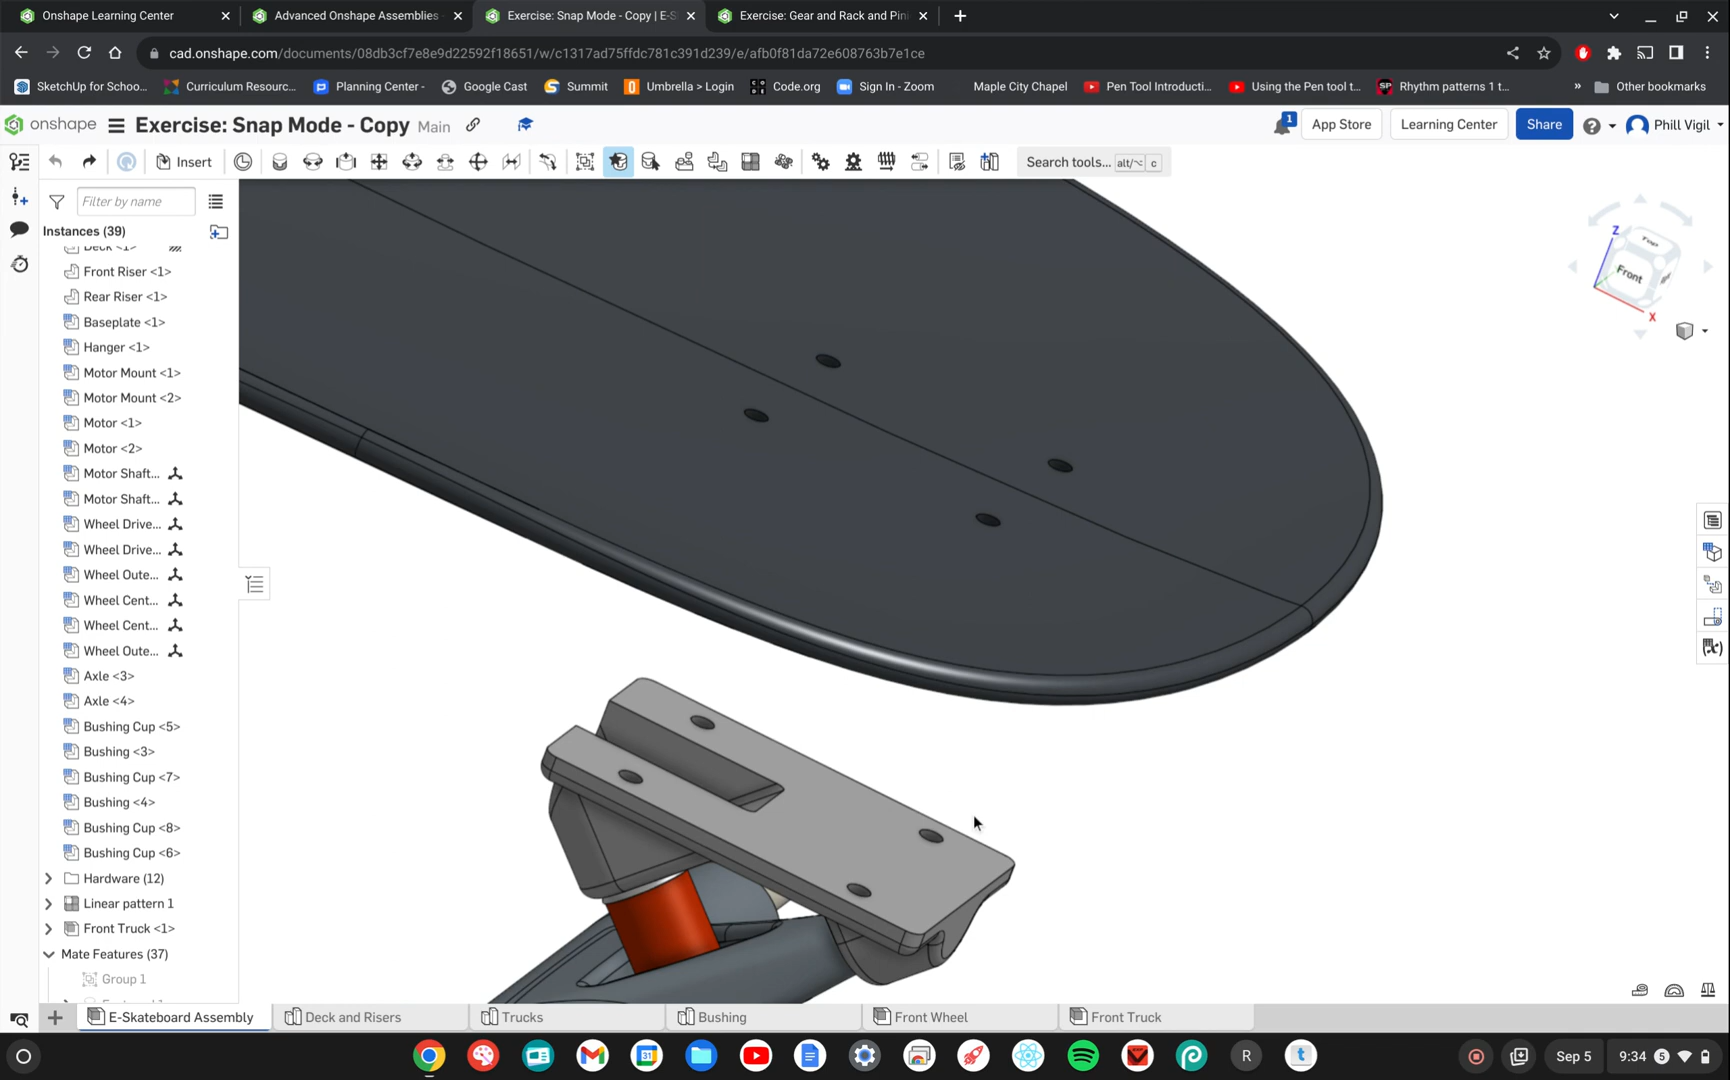 Onshape Learning Center
Advanced Onshape Assemblies
Exercise: Snap Mode - Copy | E-S
Exercise: Gear and Rack and Pin
cad.onshape.com/documents/08db3cf7e8e9d22592f18651/w/c1317ad75ffdc781c391d239/e/afb0f81da72e608763b7e1ce
SketchUp for Schoo...
Curriculum Resourc...
Planning Center -
Google Cast
Summit
Umbrella > Login
Code.org
Sign In - Zoom
Maple City Chapel
Pen Tool Introducti...
Using the Pen tool t...
Rhythm patterns 1 t...
»
Other bookmarks
onshape
Exercise: Snap Mode - Copy
Main
1
App Store
Learning Center
Share
Phill Vigil
Insert
Search tools... alt/⌥ c
Filter by name
Instances (39)
Deck <1>
Front Riser <1>
Rear Riser <1>
Baseplate <1>
Hanger <1>
Motor Mount <1>
Motor Mount <2>
Motor <1>
Motor <2>
Motor Shaft...
Motor Shaft...
Wheel Drive...
Wheel Drive...
Wheel Oute...
Wheel Cent...
Wheel Cent...
Wheel Oute...
Axle <3>
Axle <4>
Bushing Cup <5>
Bushing <3>
Bushing Cup <7>
Bushing <4>
Bushing Cup <8>
Bushing Cup <6>
Hardware (12)
Linear pattern 1
Front Truck <1>
Mate Features (37)
Group 1
Z
Top
Front
X
E-Skateboard Assembly
Deck and Risers
Trucks
Bushing
Front Wheel
Front Truck
31
R
t
Sep 5
9:34
5